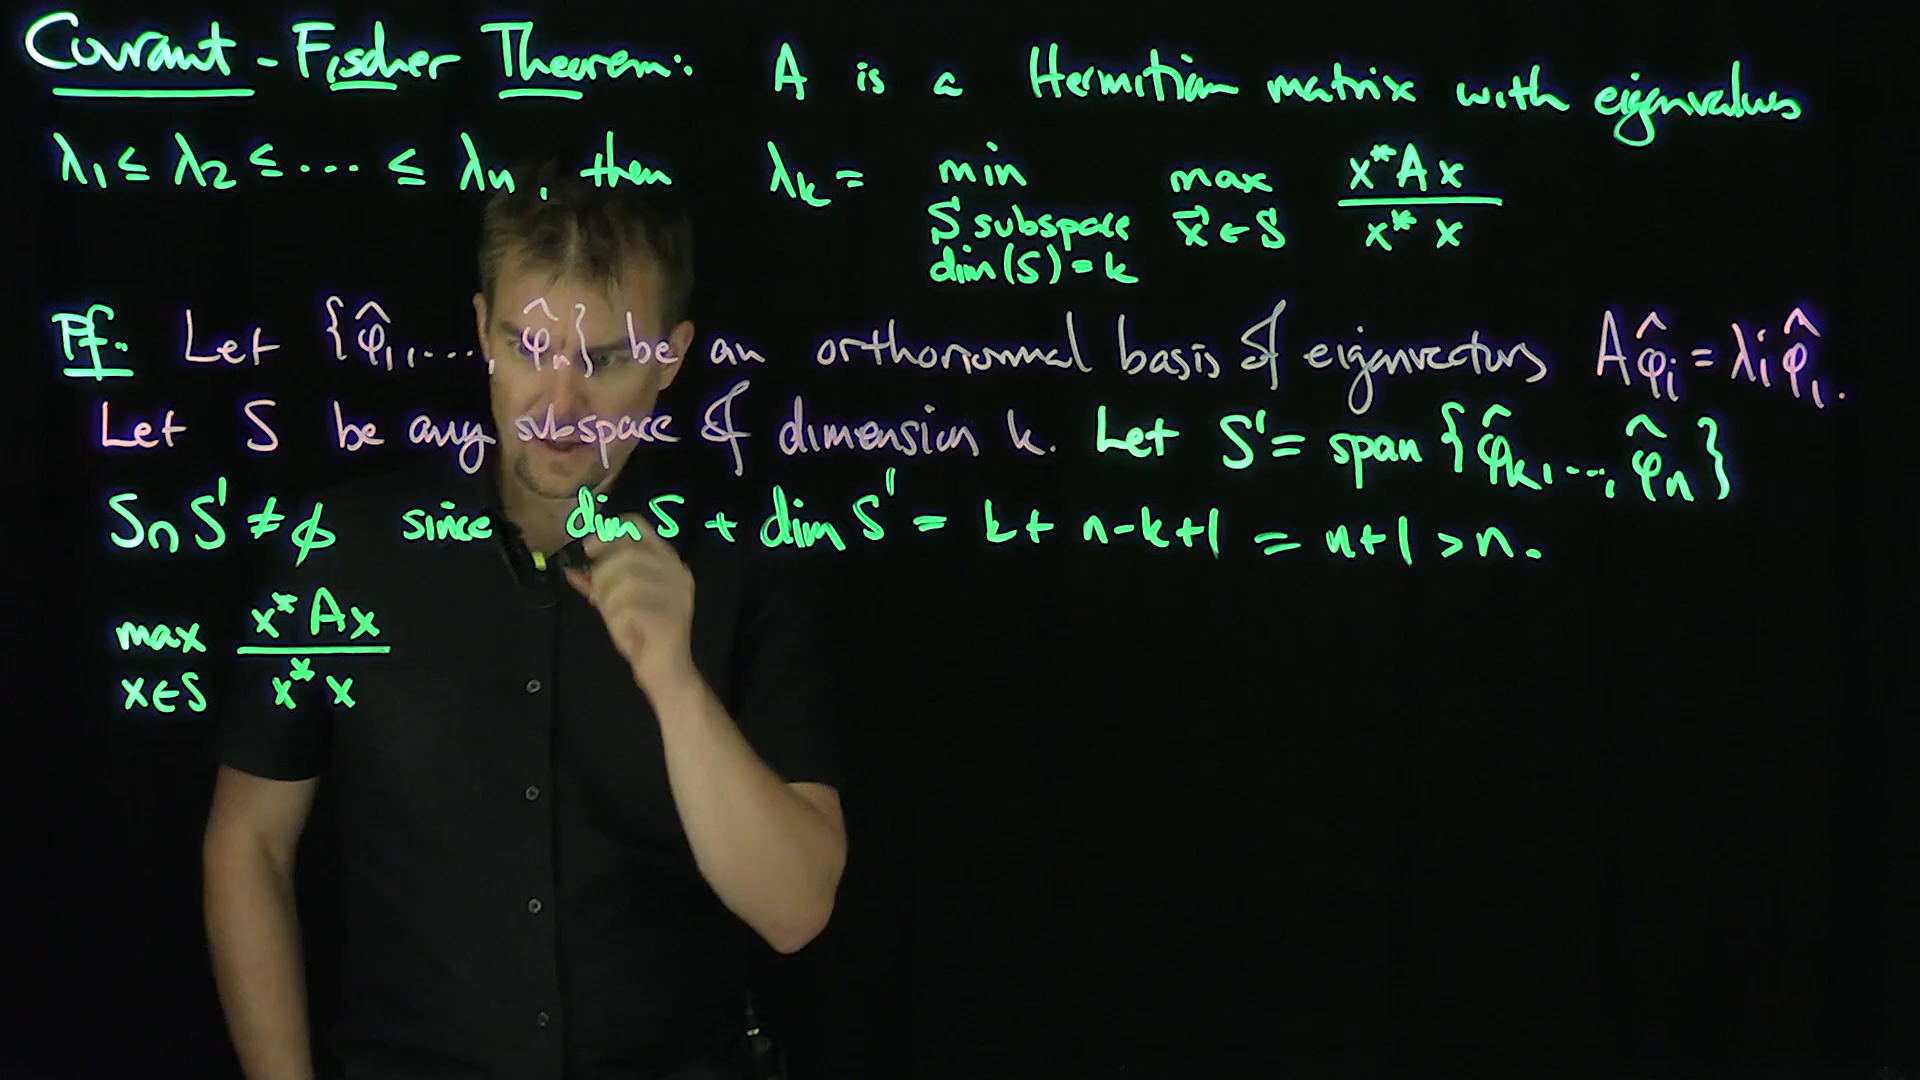 Courant - Fischer Theorem: A is a Hermitian matrix with eigenvalues
λ₁ ≤ λ₂ ≤ ... ≤ λₙ, then λₖ = min max x*Ax / x*x
S subspace x⃗ ∈ S
dim(S) = k
Pf: Let {φ̂₁, ..., φ̂ₙ} be an orthonormal basis of eigenvectors Aφ̂ᵢ = λᵢφ̂ᵢ.
Let S be any subspace of dimension k. Let S' = span {φ̂ₖ, ..., φ̂ₙ}
S ∩ S' ≠ ∅ since dim S + dim S' = k + n-k+1 = n+1 > n.
max x*Ax / x*x
x∈S